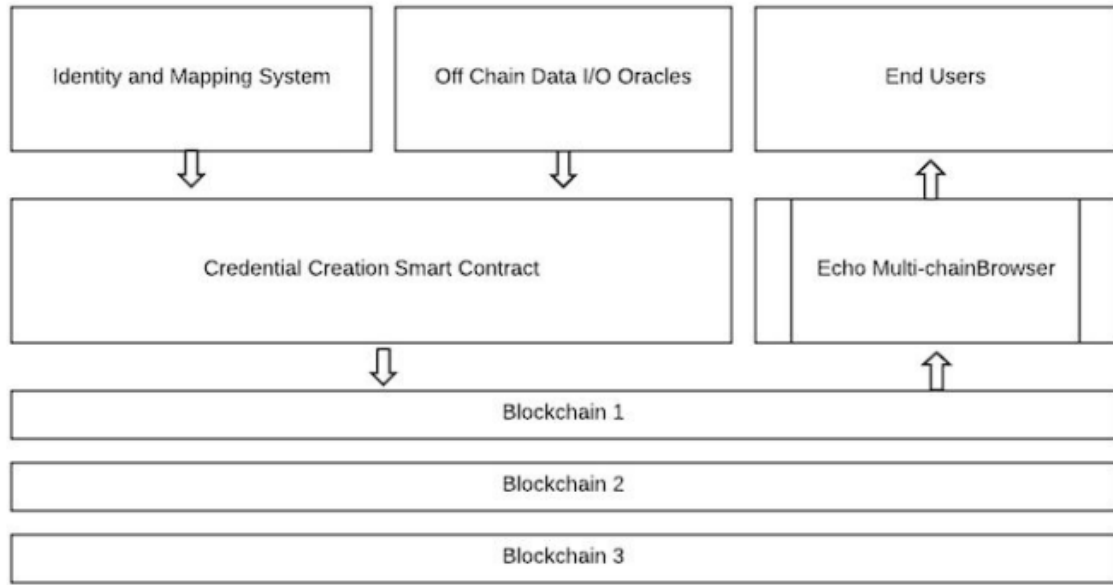 Identity and Mapping System
Off Chain Data I/O Oracles
End Users
Credential Creation Smart Contract
Echo Multi-chainBrowser
Blockchain 1
Blockchain 2
Blockchain 3